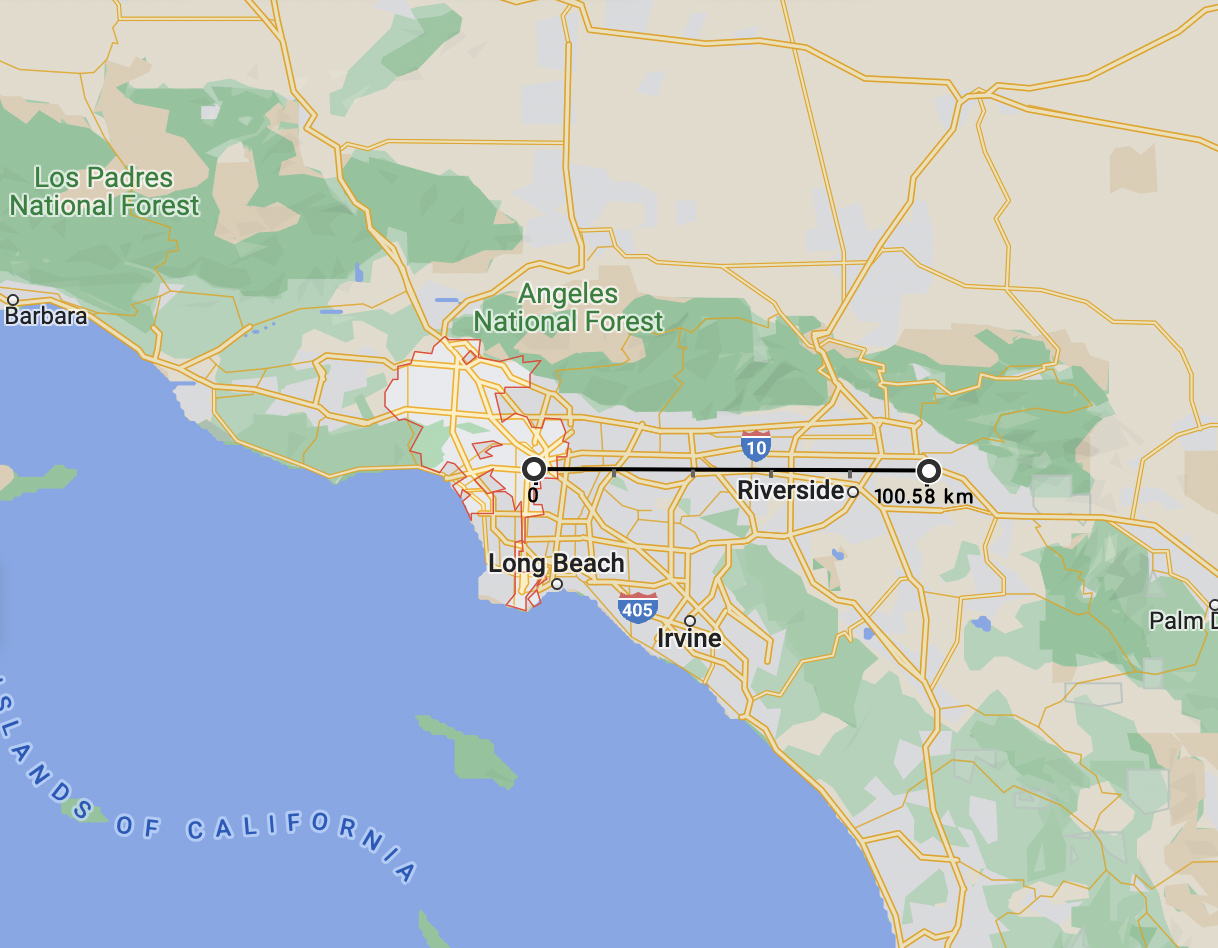 Los Padres
National Forest
Angeles
National Forest
Barbara
10
Riverside
0
100.58 km
Long Beach
405
Irvine
Palm D
ISLANDS OF CALIFORNIA